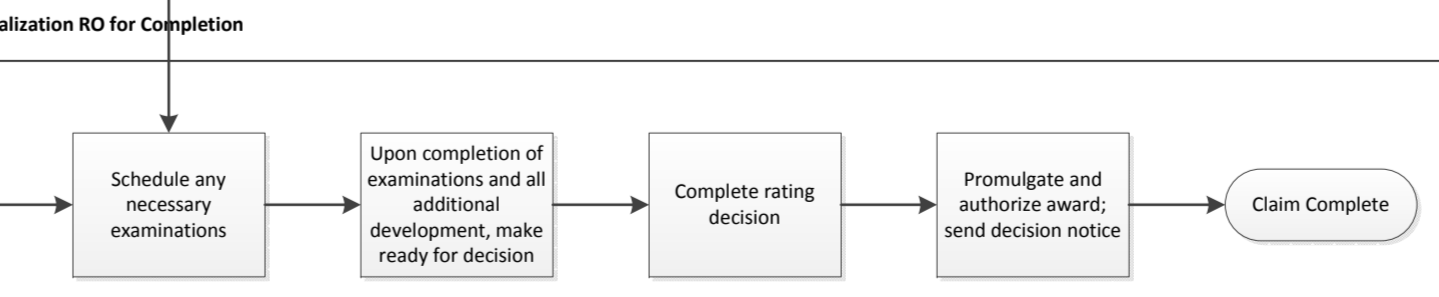 alization RO for Completion
Schedule any
necessary
examinations
Upon completion of
examinations and all
additional
development, make
ready for decision
Complete rating
decision
Promulgate and
authorize award;
send decision notice
Claim Complete